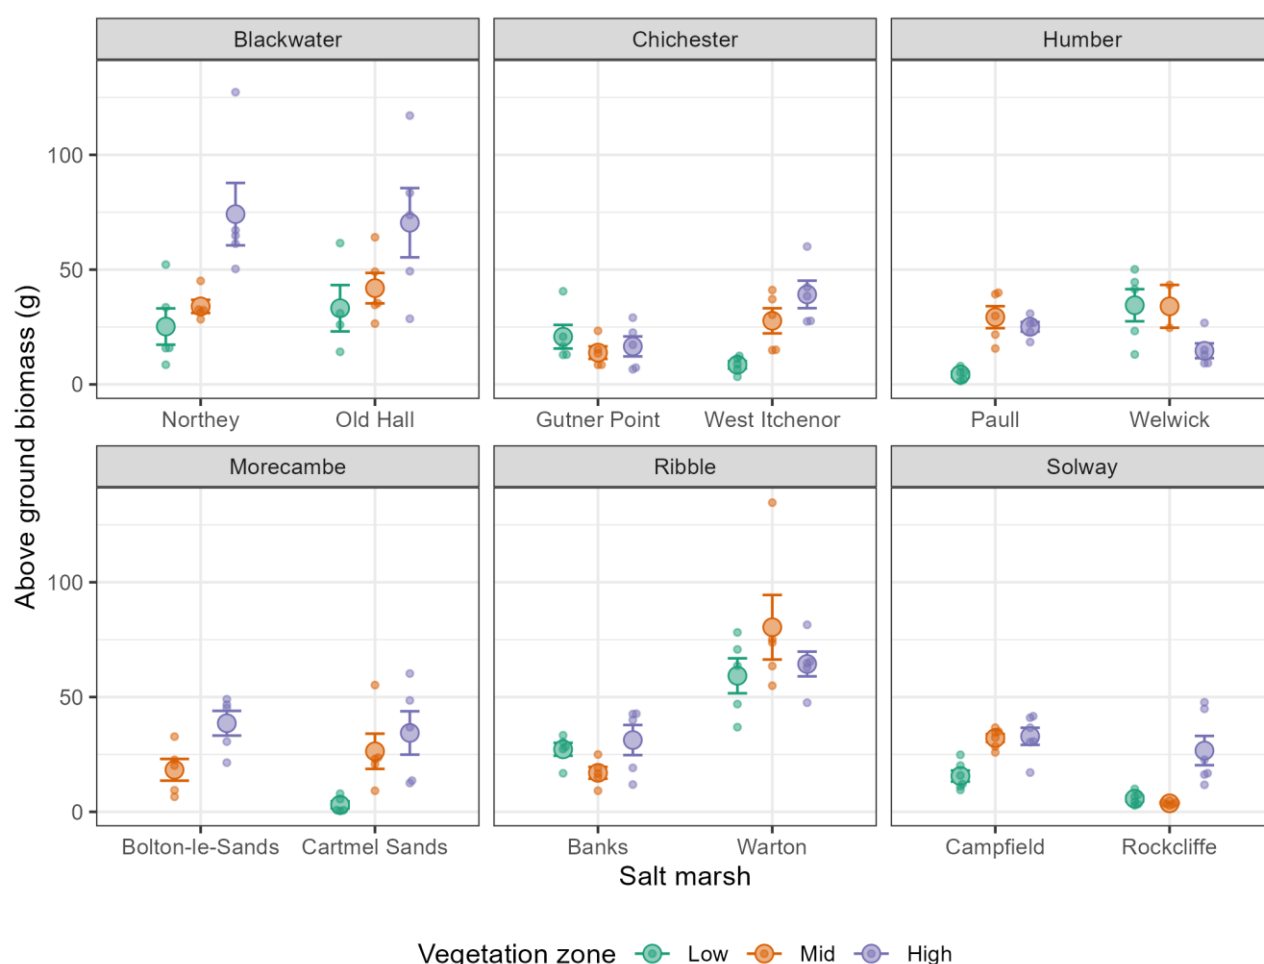 Blackwater Chichester Humber
100
50
0
Northey Old Hall Gutner Point West Itchenor Paull Welwick
Morecambe Ribble Solway
100
50
0
Bolton-le-Sands Cartmel Sands Banks Warton Campfield Rockcliffe
Above ground biomass (g)
Salt marsh
Vegetation zone Low Mid High